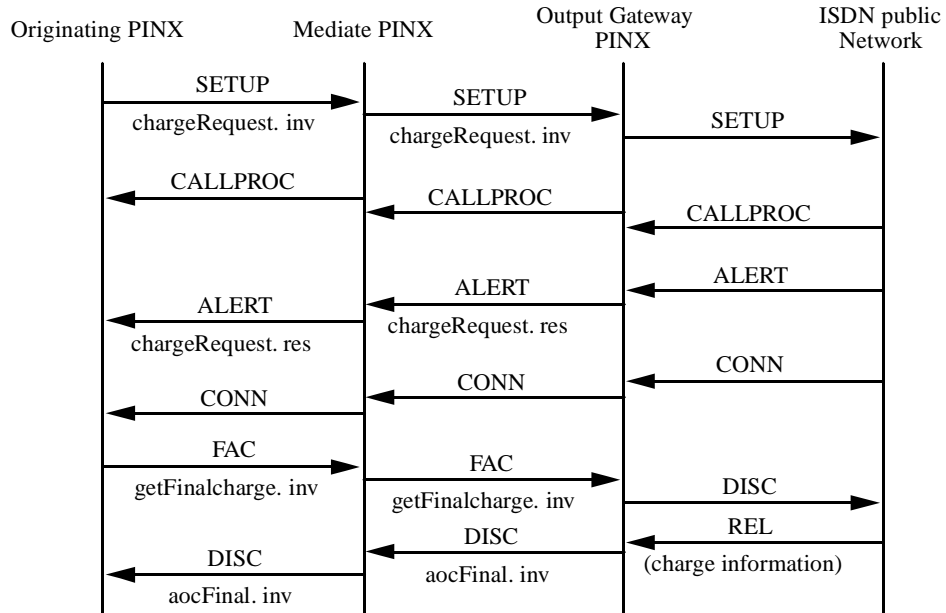 Originating PINX
Mediate PINX
Output Gateway
PINX
ISDN public
Network
SETUP
chargeRequest. inv
SETUP
chargeRequest. inv
SETUP
CALLPROC
CALLPROC
CALLPROC
ALERT
ALERT
chargeRequest. res
ALERT
chargeRequest. res
CONN
CONN
CONN
FAC
getFinalcharge. inv
FAC
getFinalcharge. inv
DISC
REL
(charge information)
DISC
aocFinal. inv
DISC
aocFinal. inv